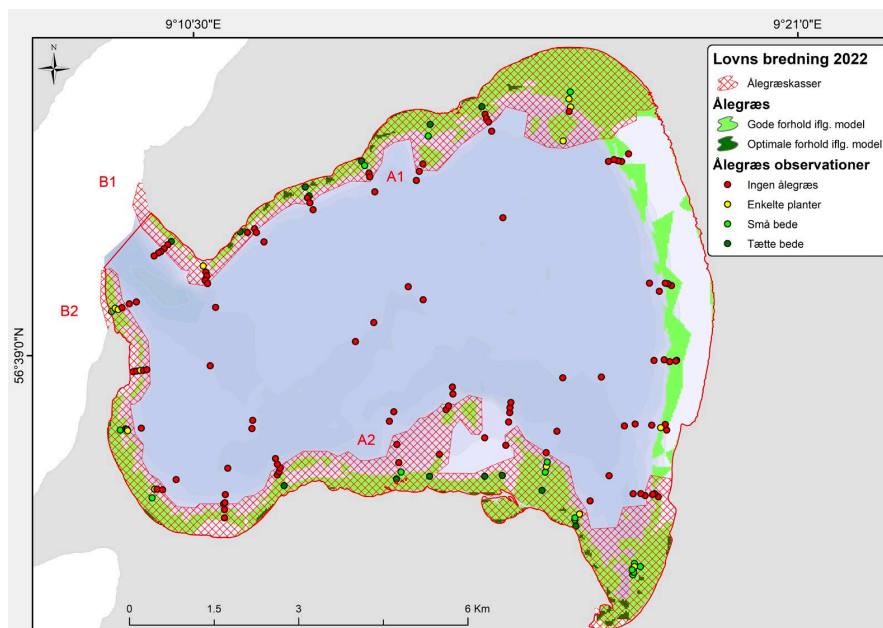 9°10'30"E
9°21'0"E
N
Lovns bredning 2022
Ålegræskasser
Ålegræs
Gode forhold iflg. model
Optimale forhold iflg. model
Ålegræs observationer
Ingen ålegræs
Enkelte planter
Små bede
Tætte bede
B1
A1
B2
56°39'0"N
A2
0
1.5
3
6 Km